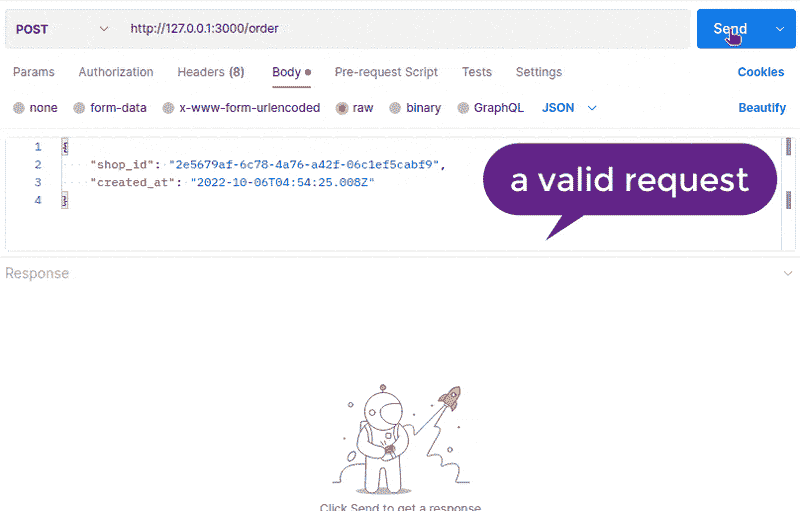 POST http://127.0.0.1:3000/order Send
Params Authorization Headers (8) Body Pre-request Script Tests Settings Cookies
none form-data x-www-form-urlencoded raw binary GraphQL JSON Beautify
1 {
2 "shop_id": "2e5679af-6c78-4a76-a42f-06c1ef5cabf9",
3 "created_at": "2022-10-06T04:54:25.008Z"
4 }
a valid request
Response
Click Send to get a response